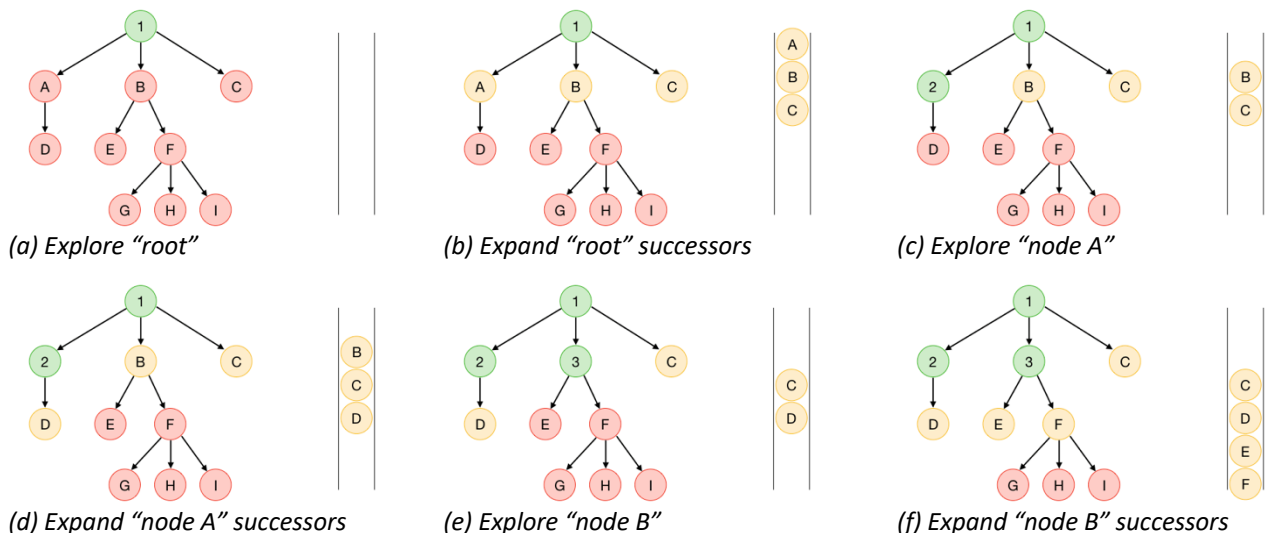 1 1 1
A B C A B C A B C 2 B C B C
D E F D E F D E F
G H I G H I G H I
(a) Explore “root” (b) Expand “root” successors (c) Explore “node A”
1 1 1
2 B C B C D 2 3 C C D 2 3 C C D E F
D E F D E F D E F
G H I G H I G H I
(d) Expand “node A” successors (e) Explore “node B” (f) Expand “node B” successors